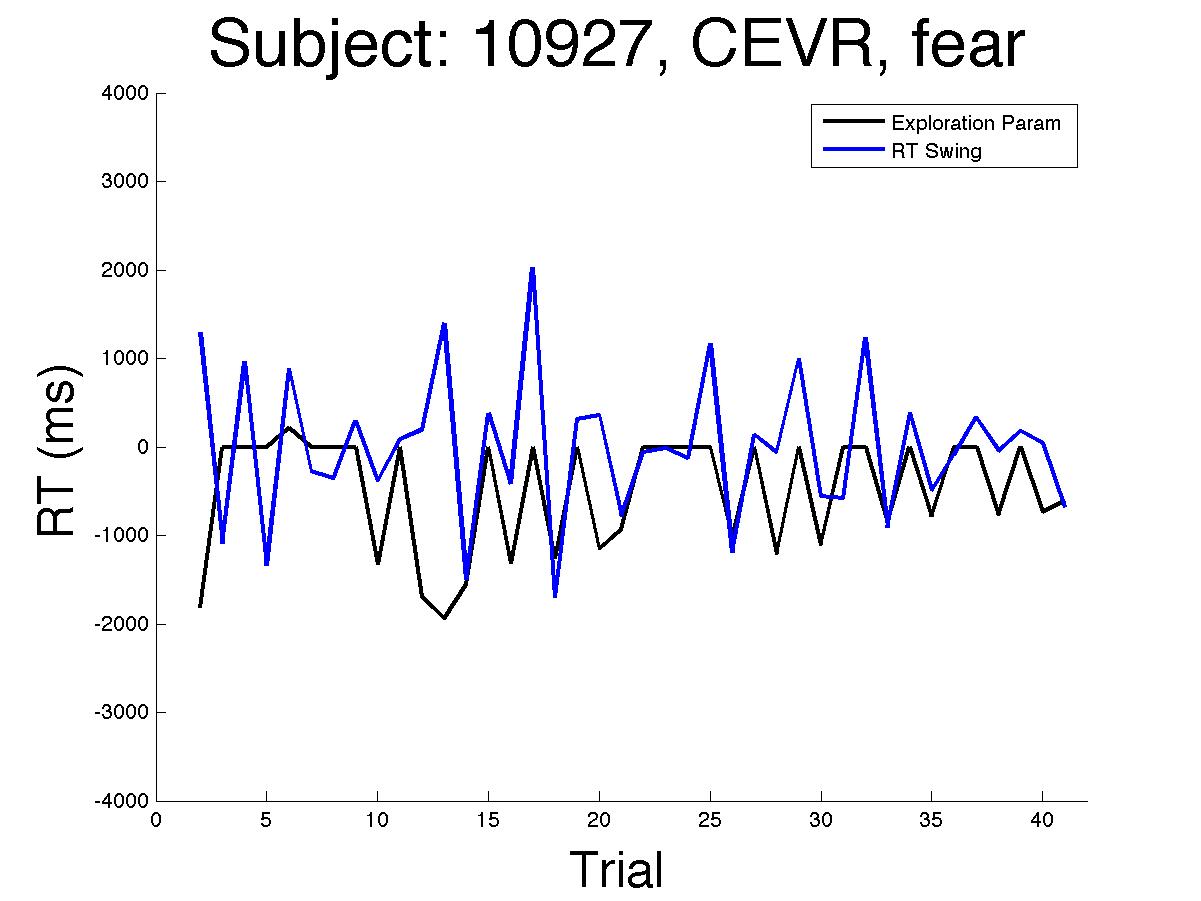 Subject: 10927, CEVR, fear
4000
3000
2000
1000
0
-1000
-2000
-3000
-4000
RT (ms)
Exploration Param
RT Swing
0 5 10 15 20 25 30 35 40
Trial